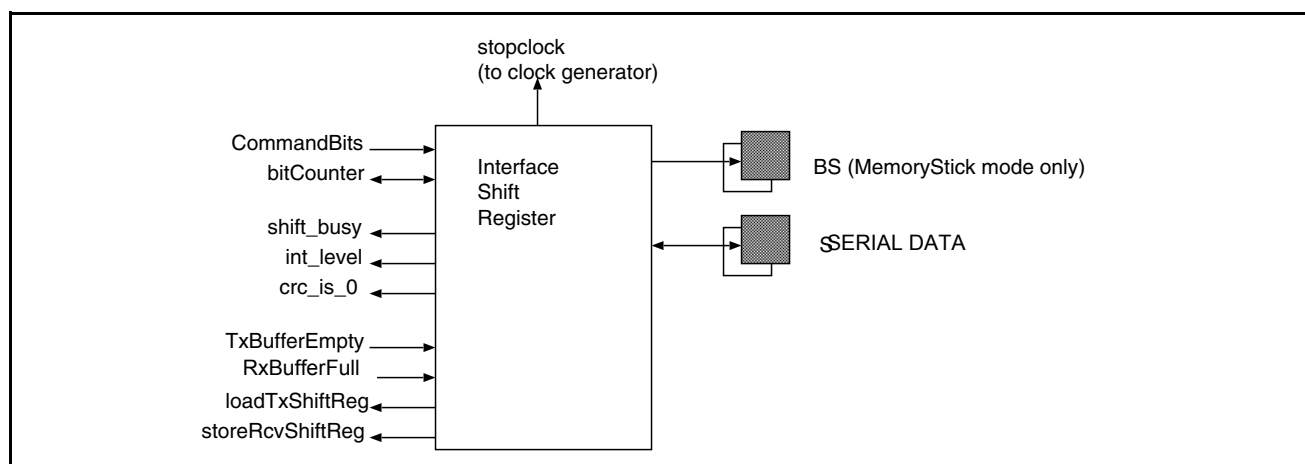 stopclock
(to clock generator)
CommandBits
bitCounter
shift_busy
int_level
crc_is_0
TxBufferEmpty
RxBufferFull
loadTxShiftReg
storeRcvShiftReg
Interface
Shift
Register
BS (MemoryStick mode only)
SSERIAL DATA